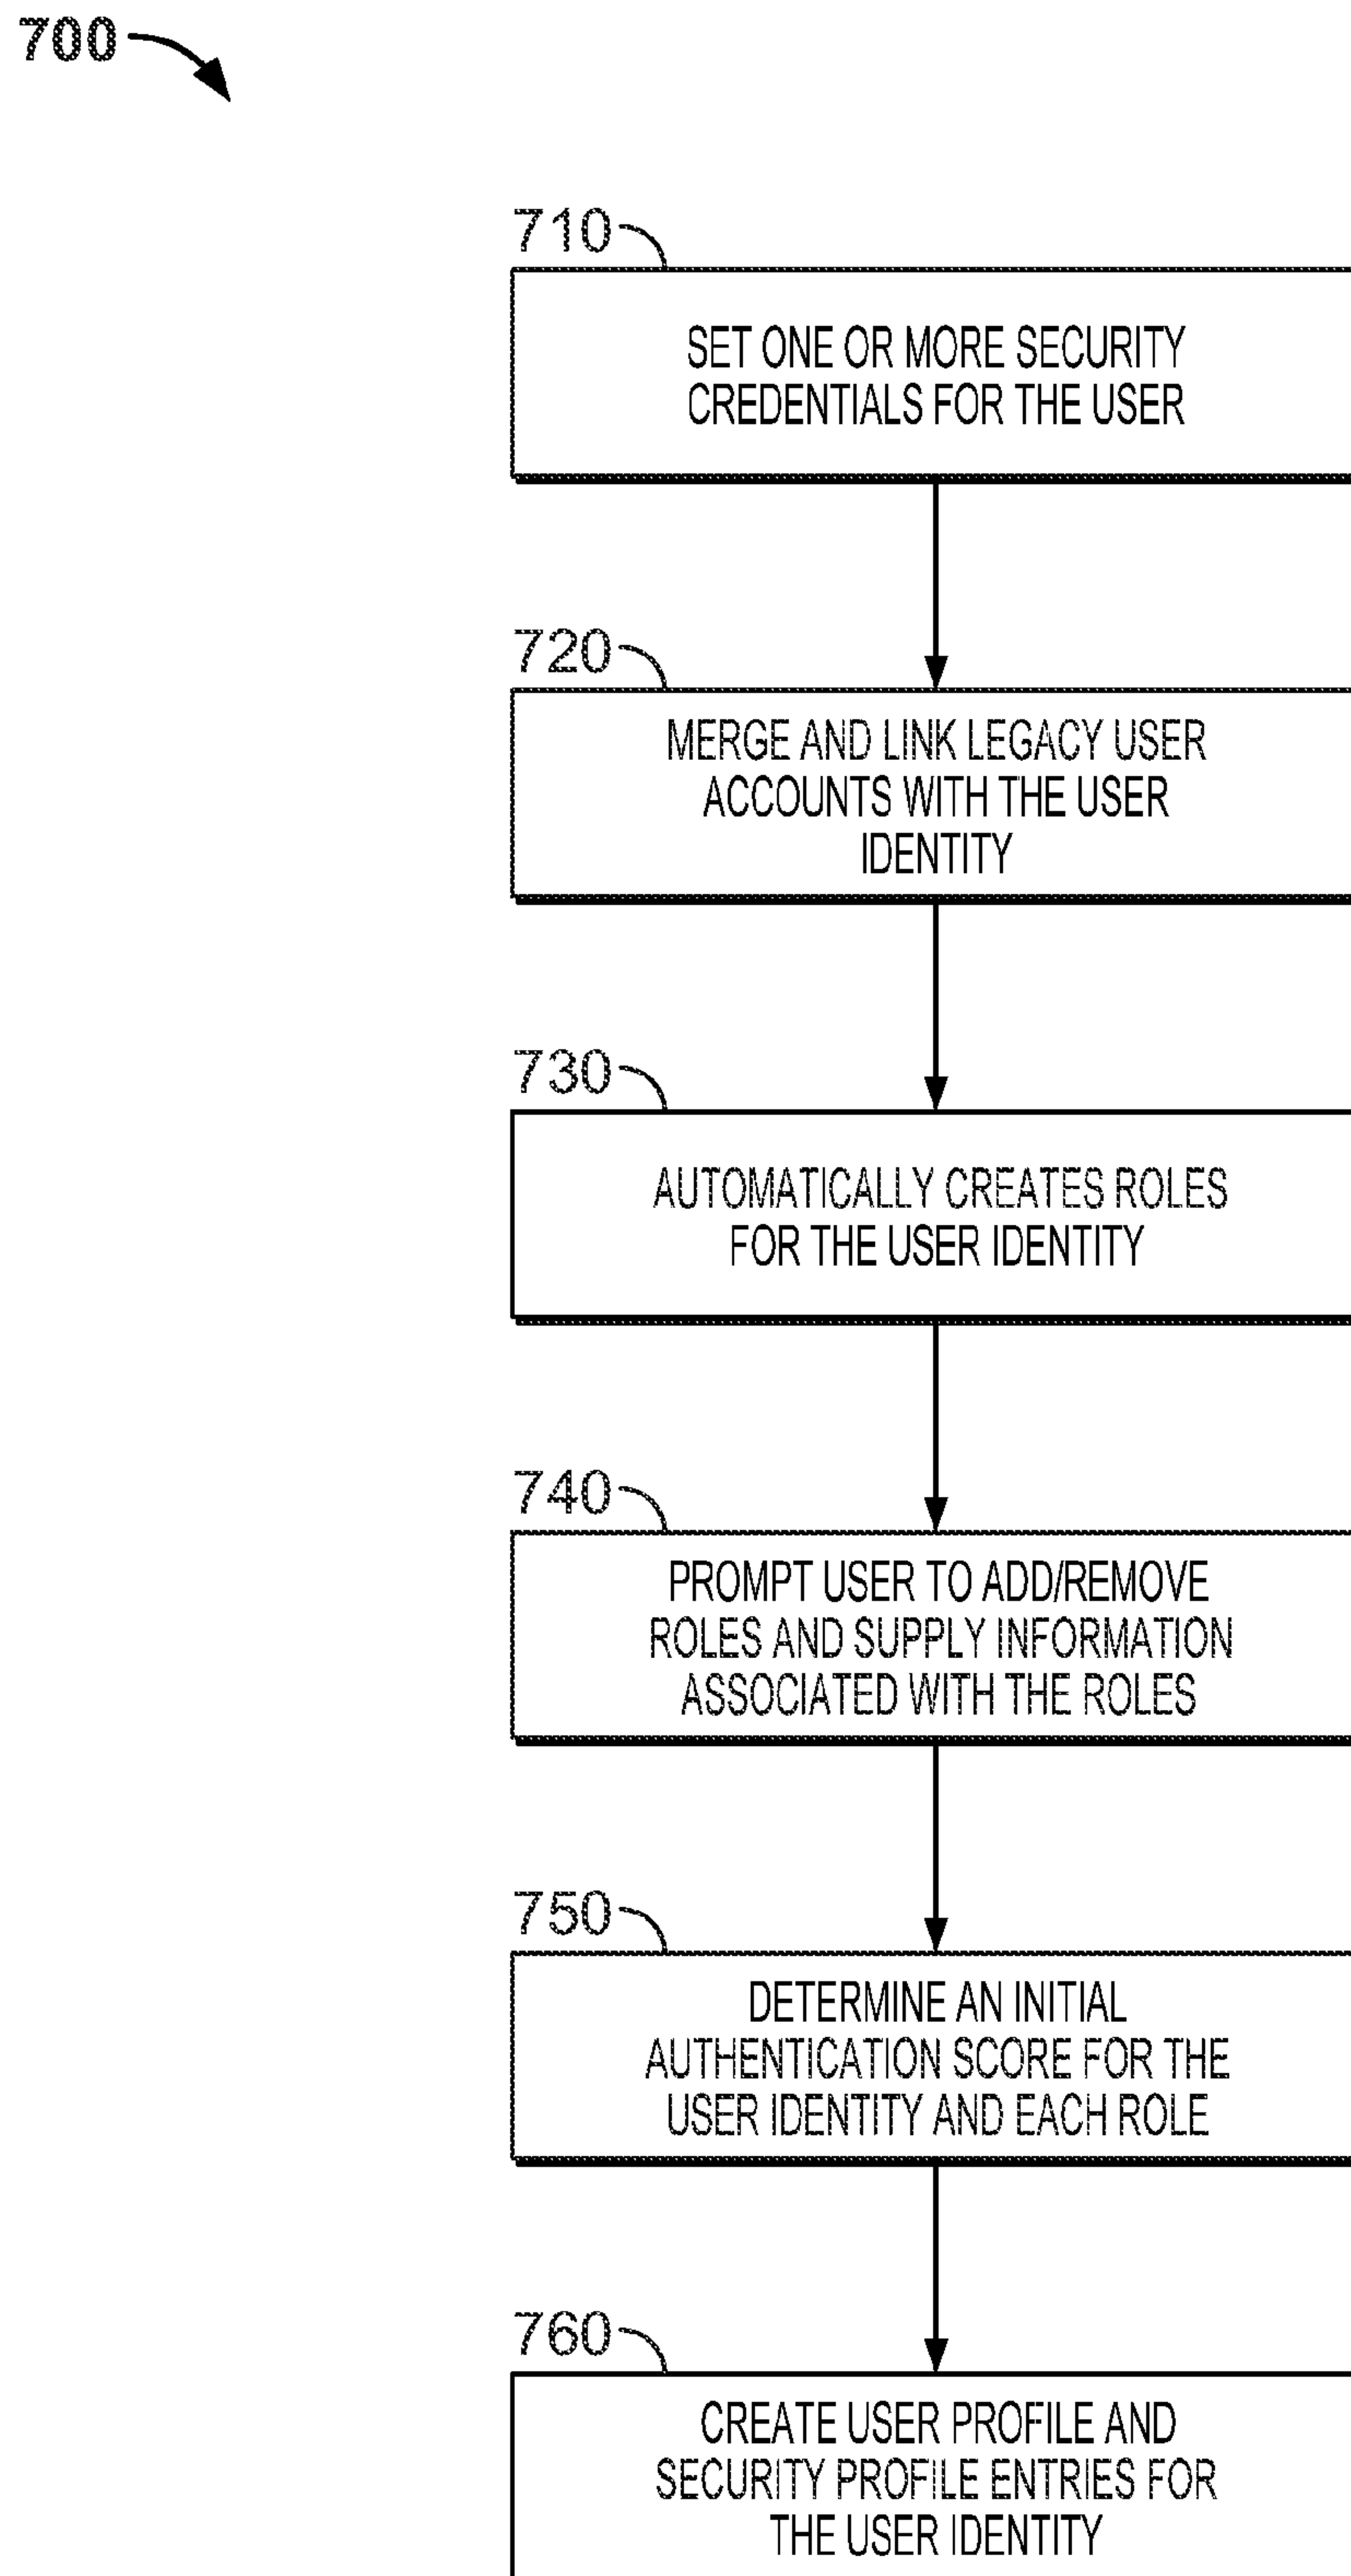 700
710
SET ONE OR MORE SECURITY
CREDENTIALS FOR THE USER
720
MERGE AND LINK LEGACY USER
ACCOUNTS WITH THE USER
IDENTITY
730
AUTOMATICALLY CREATES ROLES
FOR THE USER IDENTITY
740
PROMPT USER TO ADD/REMOVE
ROLES AND SUPPLY INFORMATION
ASSOCIATED WITH THE ROLES
750
DETERMINE AN INITIAL
AUTHENTICATION SCORE FOR THE
USER IDENTITY AND EACH ROLE
760
CREATE USER PROFILE AND
SECURITY PROFILE ENTRIES FOR
THE USER IDENTITY